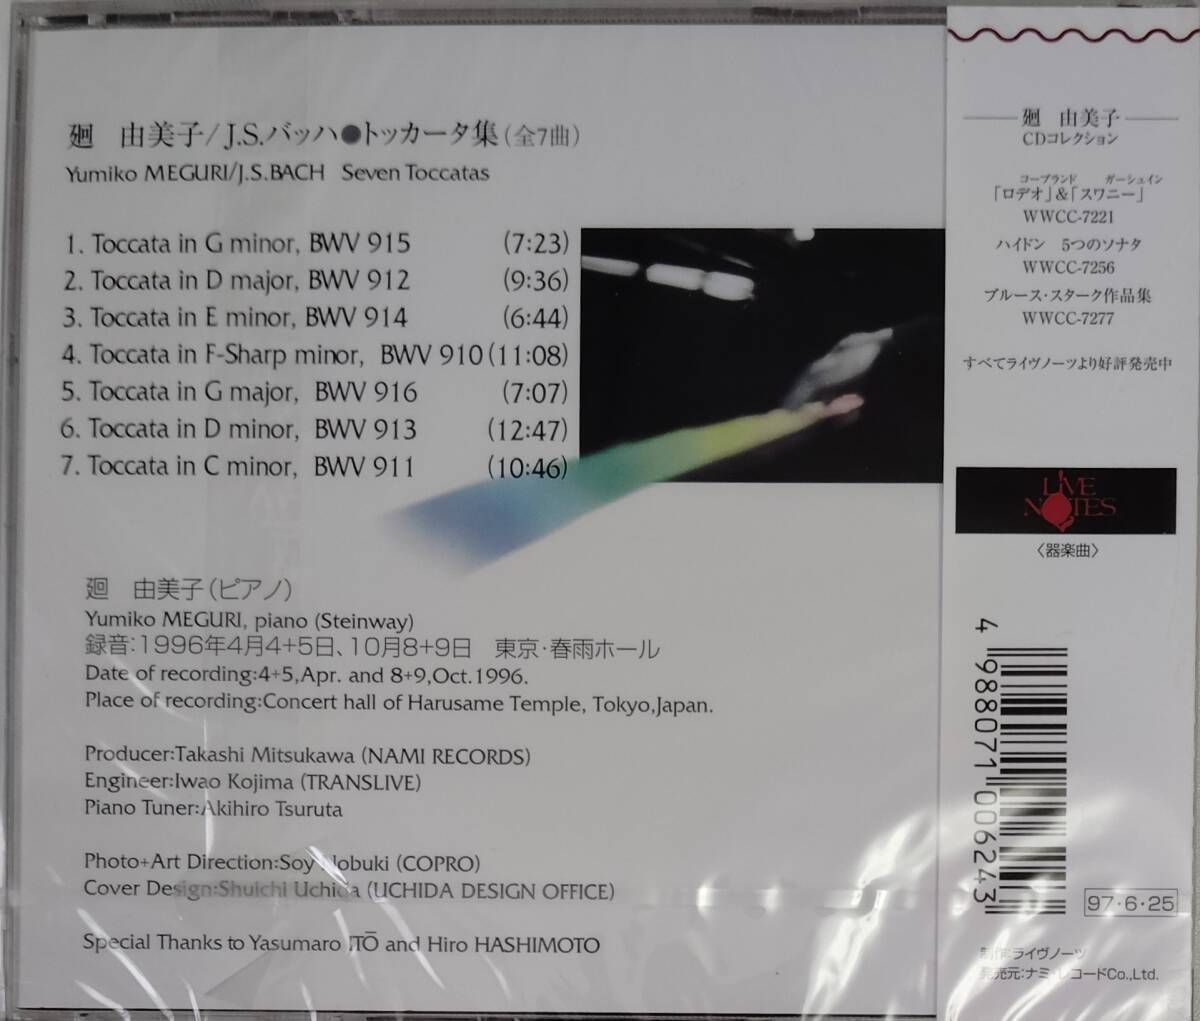 廻　由美子/J.S.バッハ●トッカータ集(全7曲)
Yumiko MEGURI/J.S.BACH Seven Toccatas
1. Toccata in G minor, BWV 915 (7:23)
2. Toccata in D major, BWV 912 (9:36)
3. Toccata in E minor, BWV 914 (6:44)
4. Toccata in F-Sharp minor, BWV 910 (11:08)
5. Toccata in G major, BWV 916 (7:07)
6. Toccata in D minor, BWV 913 (12:47)
7. Toccata in C minor, BWV 911 (10:46)
廻　由美子(ピアノ)
Yumiko MEGURI, piano (Steinway)
録音:1996年4月4+5日、10月8+9日　東京・春雨ホール
Date of recording:4+5,Apr. and 8+9,Oct.1996.
Place of recording:Concert hall of Harusame Temple, Tokyo,Japan.
Producer:Takashi Mitsukawa (NAMI RECORDS)
Engineer:Iwao Kojima (TRANSLIVE)
Piano Tuner:Akihiro Tsuruta
Photo+Art Direction:Soy Nobuki (COPRO)
Cover Design:Shuichi Uchida (UCHIDA DESIGN OFFICE)
Special Thanks to Yasumaro ITŌ and Hiro HASHIMOTO
廻　由美子
CDコレクション
コープランド　ガーシュイン
「ロデオ」&「スワニー」
WWCC-7221
ハイドン　5つのソナタ
WWCC-7256
ブルース・スターク作品集
WWCC-7277
すべてライヴノーツより好評発売中
LIVE
NOTES
〈器楽曲〉
4 988071 006243
97・6・25
制作:ライヴノーツ
発売元:ナミ・レコードCo.,Ltd.